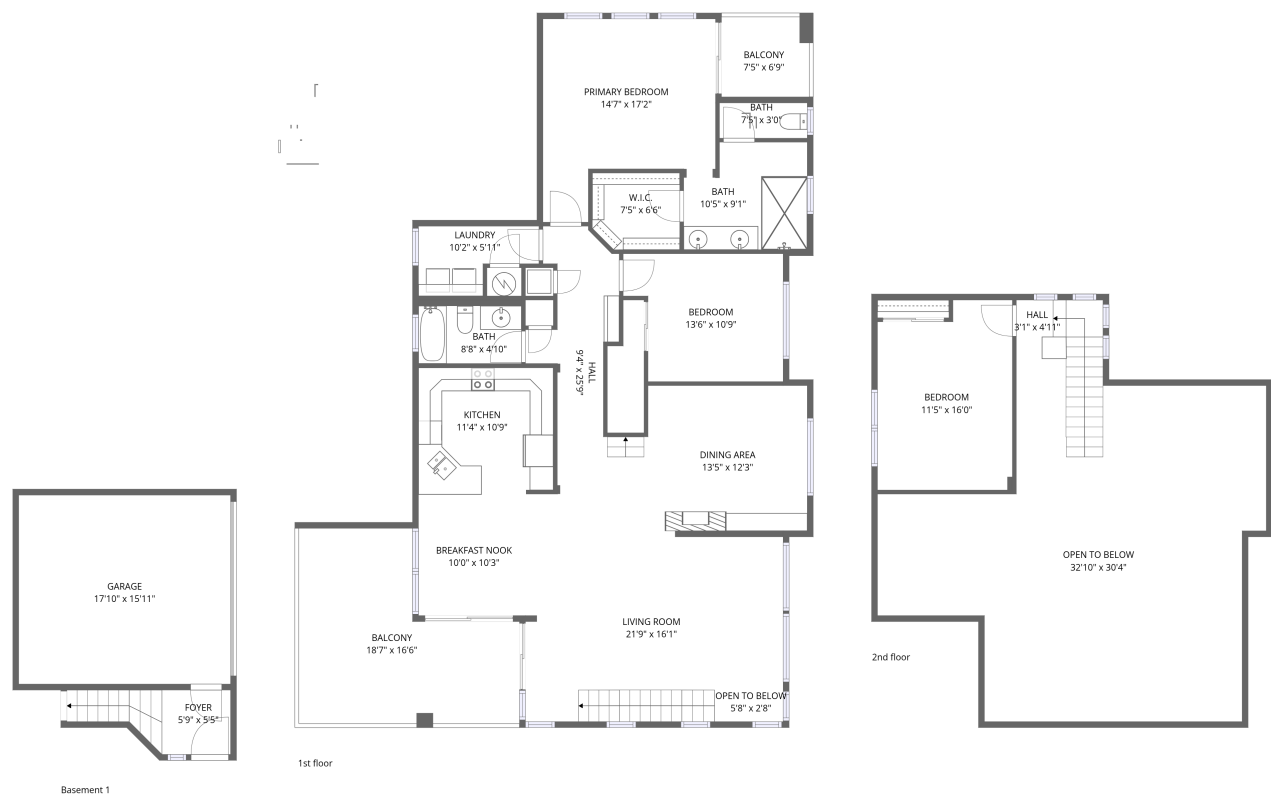 BALCONY
7'5" x 6'9"
PRIMARY BEDROOM
14'7" x 17'2"
BATH
7'5" x 3'0"
W.I.C.
7'5" x 6'6"
BATH
10'5" x 9'1"
LAUNDRY
10'2" x 5'11"
BEDROOM
13'6" x 10'9"
BATH
8'8" x 4'10"
HALL
9'4" x 25'9"
KITCHEN
11'4" x 10'9"
DINING AREA
13'5" x 12'3"
BREAKFAST NOOK
10'0" x 10'3"
LIVING ROOM
21'9" x 16'1"
BALCONY
18'7" x 16'6"
OPEN TO BELOW
5'8" x 2'8"
1st floor
GARAGE
17'10" x 15'11"
FOYER
5'9" x 5'5"
Basement 1
HALL
3'1" x 4'11"
BEDROOM
11'5" x 16'0"
OPEN TO BELOW
32'10" x 30'4"
2nd floor